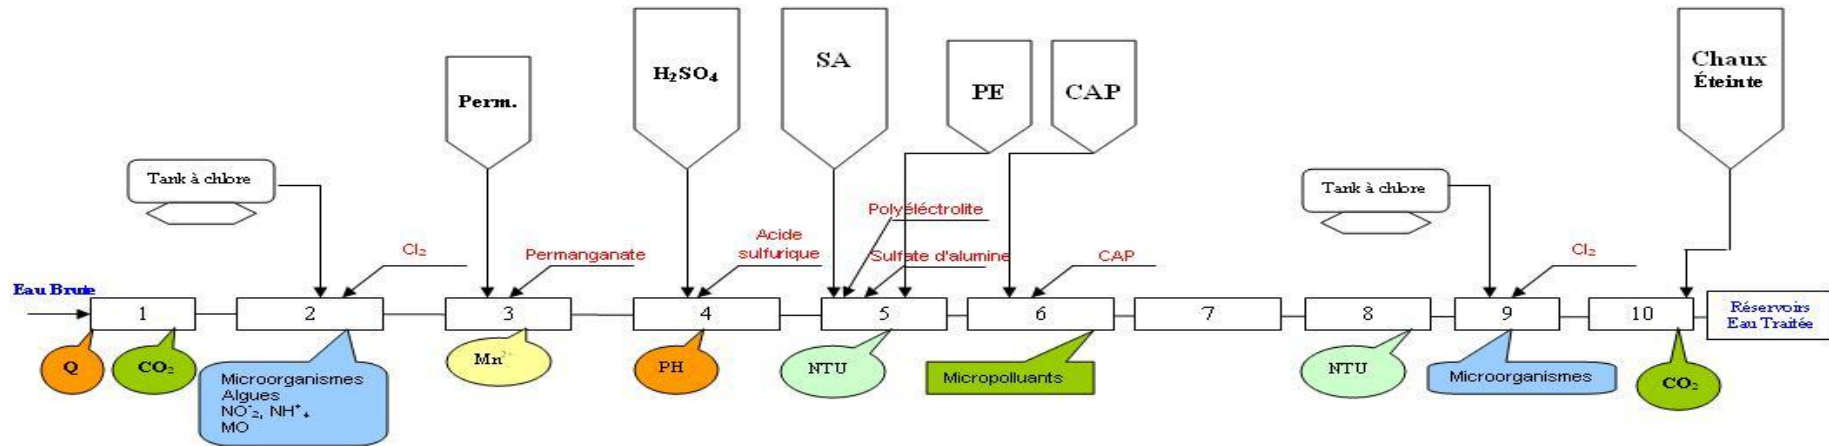 H₂SO₄
SA
Chaux
Éteinte
Perm.
PE
CAP
Tank à chlore
Tank à chlore
Polyéléctrolite
Cl₂
Permanganate
Acide
sulfurique
Sulfate d'alumine
CAP
Cl₂
Eau Brute
1
2
3
4
5
6
7
8
9
10
Réservoirs
Eau Traitée
Q
CO₂
Microorganismes
Algues
NO⁻₂, NH⁺₄
MO
Mn²⁺
PH
NTU
Micropolluants
NTU
Microorganismes
CO₂